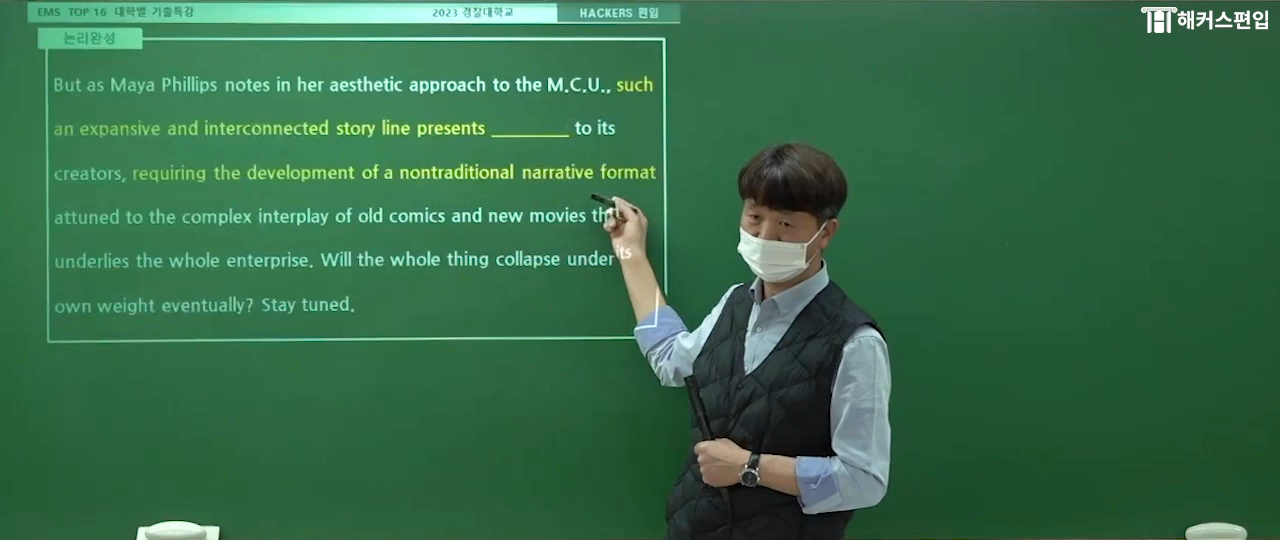 EMS TOP 16 대학별 기출특강 2023 경찰대학교 HACKERS 편입
해커스편입
논리완성
But as Maya Phillips notes in her aesthetic approach to the M.C.U., such
an expansive and interconnected story line presents ________ to its
creators, requiring the development of a nontraditional narrative format
attuned to the complex interplay of old comics and new movies
underlies the whole enterprise. Will the whole thing collapse under its
own weight eventually? Stay tuned.